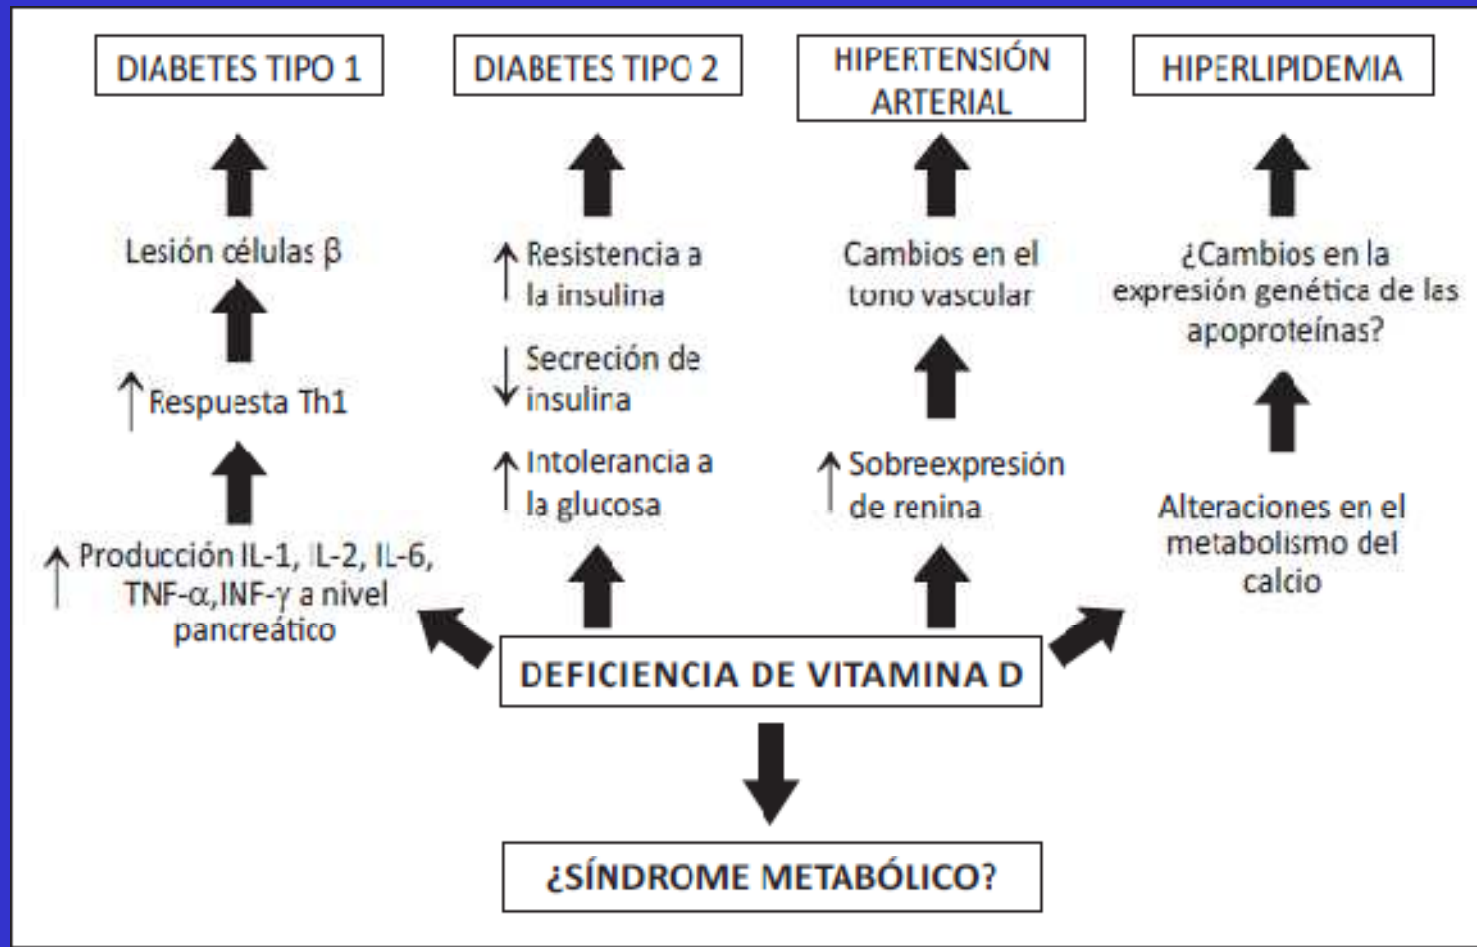 DIABETES TIPO 1
DIABETES TIPO 2
HIPERTENSIÓN
ARTERIAL
HIPERLIPIDEMIA
Lesión células β
↑ Respuesta Th1
↑ Producción IL-1, IL-2, IL-6,
TNF-α,INF-γ a nivel
pancreático
↑ Resistencia a
la insulina
↓ Secreción de
insulina
↑ Intolerancia a
la glucosa
Cambios en el
tono vascular
↑ Sobreexpresión
de renina
¿Cambios en la
expresión genética de las
apoproteínas?
Alteraciones en el
metabolismo del
calcio
DEFICIENCIA DE VITAMINA D
¿SÍNDROME METABÓLICO?